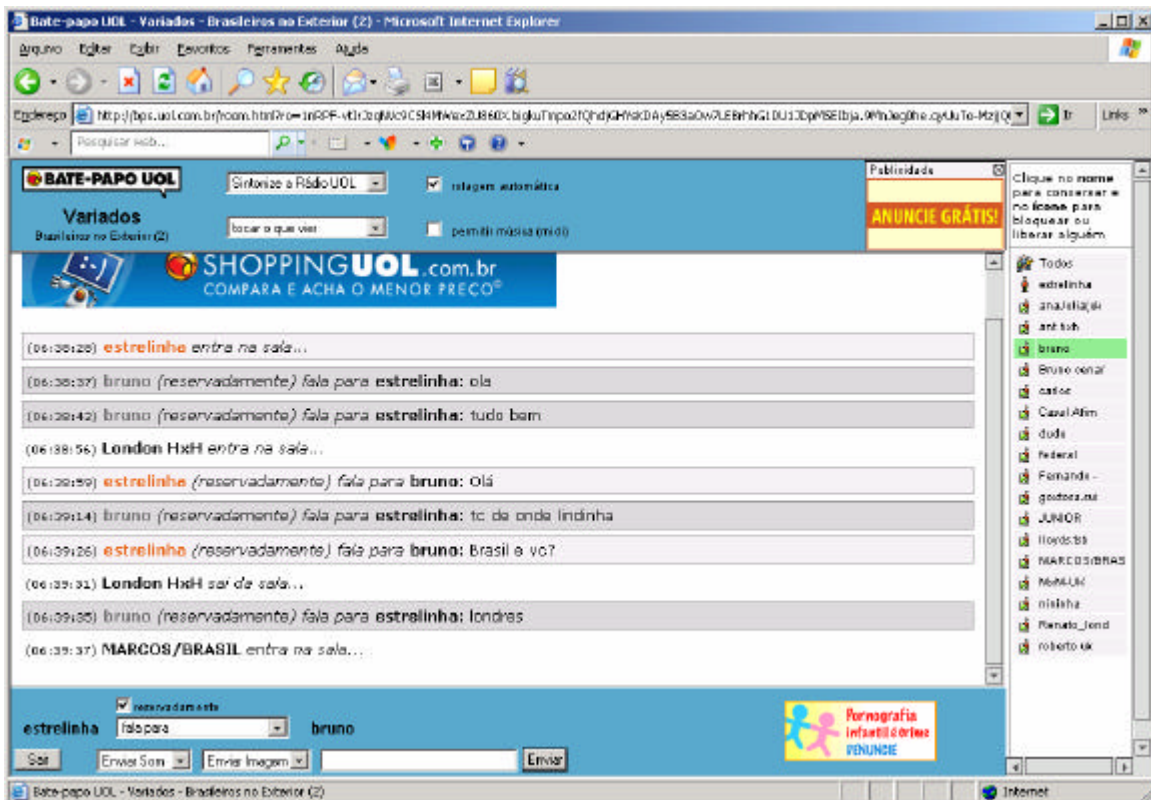 Bate-papo UOL - Variados - Brasileiros no Exterior (2) - Microsoft Internet Explorer
Arquivo Editar Exibir Favoritos Ferramentas Ajuda
Endereço
Ir Links
Pesquisar web...
BATE-PAPO UOL
Sintonize a Rádio UOL
rolagem automática
Variados
Brasileiros no Exterior (2)
tocar o que vier
permitir música (midi)
Publicidade
ANUNCIE GRÁTIS!
Clique no nome
para conversar e
no ícone para
bloquear ou
liberar alguém
SHOPPINGUOL.com.br
COMPARA E ACHA O MENOR PREÇO
(06:38:28) estrelinha entra na sala...
(06:38:37) bruno (reservadamente) fala para estrelinha: ola
(06:38:42) bruno (reservadamente) fala para estrelinha: tudo bem
(06:38:56) London HxH entra na sala...
(06:38:59) estrelinha (reservadamente) fala para bruno: Olá
(06:39:14) bruno (reservadamente) fala para estrelinha: tc de onde lindinha
(06:39:26) estrelinha (reservadamente) fala para bruno: Brasil e vc?
(06:39:31) London HxH sai da sala...
(06:39:35) bruno (reservadamente) fala para estrelinha: londres
(06:39:37) MARCOS/BRASIL entra na sala...
Todos
estrelinha
bruno
carlos
Casal Afim
duda
federal
JUNIOR
MARCOS/BRAS
roberto uk
reservadamente
estrelinha fala para bruno
Sair Enviar Som Enviar Imagem Enviar
Pornografia
infantil é crime
DENUNCIE
Bate-papo UOL - Variados - Brasileiros no Exterior (2)
Internet